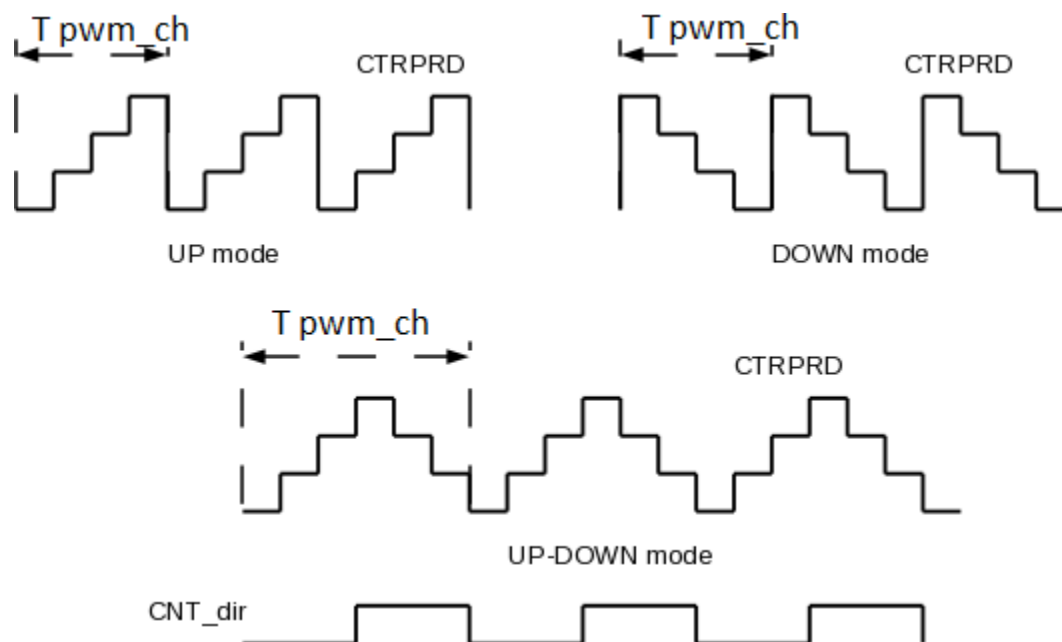 T pwm_ch
CTRPRD
UP mode
T pwm_ch
CTRPRD
DOWN mode
T pwm_ch
CTRPRD
UP-DOWN mode
CNT_dir